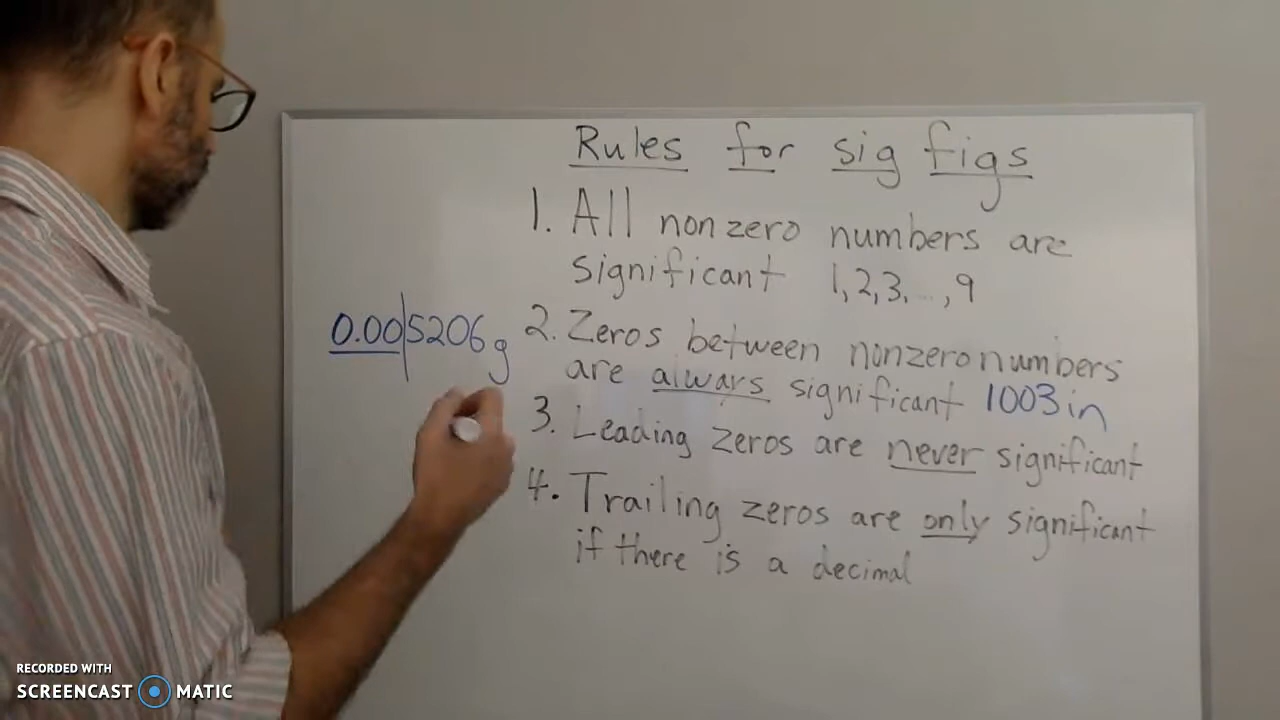 Rules for sig figs
1. All nonzero numbers are
significant 1,2,3,...,9
0.005206g
2. Zeros between nonzero numbers
are always significant 1003 in
3. Leading zeros are never significant
4. Trailing zeros are only significant
if there is a decimal
RECORDED WITH
SCREENCAST MATIC